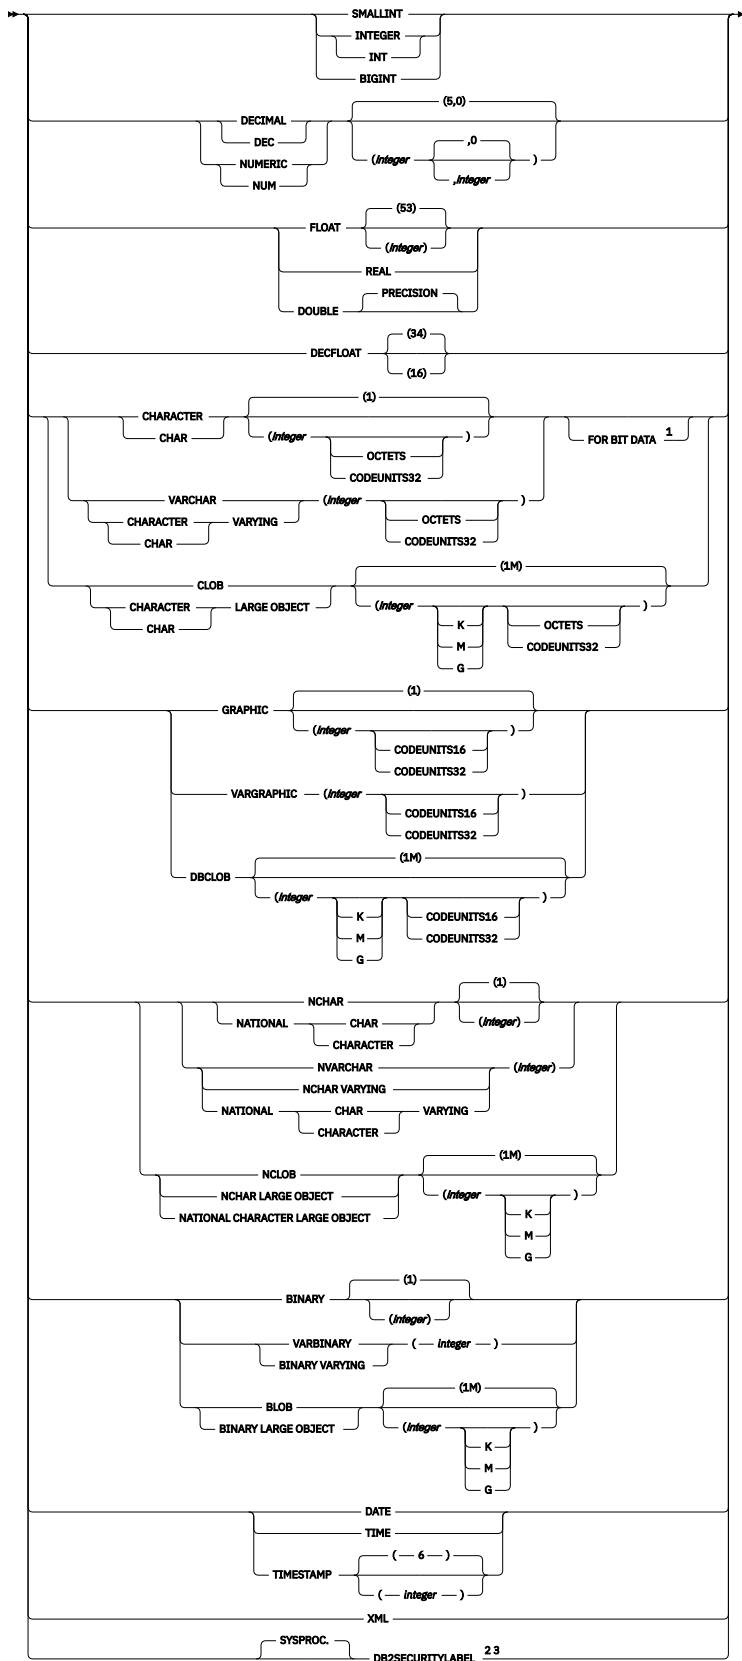 SMALLINT
INTEGER
INT
BIGINT
(5,0)
DECIMAL
DEC
NUMERIC
NUM
,0
(integer )
,integer
(53)
FLOAT
(integer)
REAL
PRECISION
DOUBLE
(34)
DECFLOAT
(16)
(1)
CHARACTER
CHAR
(integer )
OCTETS
CODEUNITS32
FOR BIT DATA 1
VARCHAR (integer )
CHARACTER VARYING
CHAR
OCTETS
CODEUNITS32
(1M)
CLOB
CHARACTER LARGE OBJECT
CHAR
(integer )
K OCTETS
M CODEUNITS32
G
(1)
GRAPHIC
(integer )
CODEUNITS16
CODEUNITS32
VARGRAPHIC (integer )
CODEUNITS16
CODEUNITS32
(1M)
DBCLOB
(integer )
K CODEUNITS16
M CODEUNITS32
G
(1)
NCHAR
(integer)
NATIONAL CHAR
CHARACTER
NVARCHAR (integer)
NCHAR VARYING
NATIONAL CHAR VARYING
CHARACTER
(1M)
NCLOB
NCHAR LARGE OBJECT (integer )
NATIONAL CHARACTER LARGE OBJECT
K
M
G
(1)
BINARY
(integer)
VARBINARY ( integer )
BINARY VARYING
(1M)
BLOB
BINARY LARGE OBJECT (integer )
K
M
G
DATE
TIME
( 6 )
TIMESTAMP
( integer )
XML
SYSPROC.
DB2SECURITYLABEL 2 3